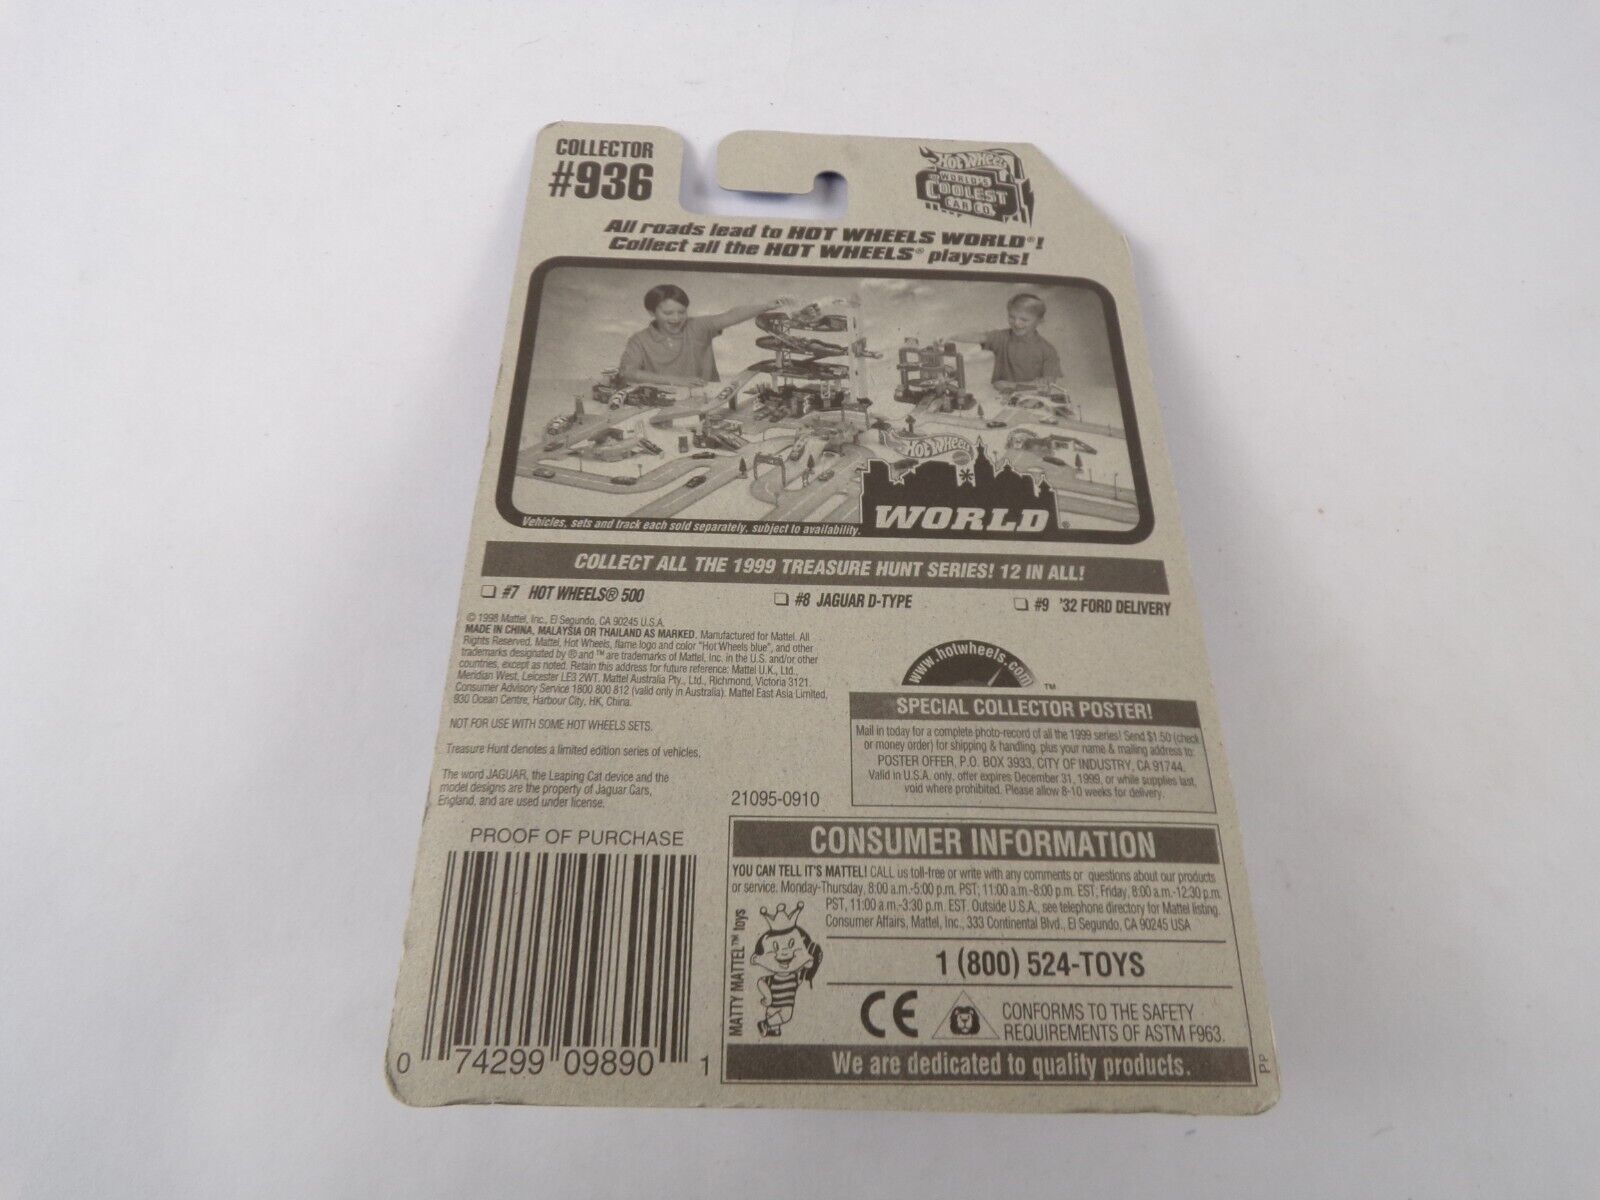 COLLECTOR
#936
HOT WHEELS
THE WORLD'S
COOLEST
CAR CO.
All roads lead to HOT WHEELS WORLD®!
Collect all the HOT WHEELS® playsets!
HOT WHEELS
WORLD®
Vehicles, sets and track each sold separately, subject to availability.
COLLECT ALL THE 1999 TREASURE HUNT SERIES! 12 IN ALL!
#7 HOT WHEELS® 500
#8 JAGUAR D-TYPE
#9 '32 FORD DELIVERY
© 1998 Mattel, Inc., El Segundo, CA 90245 U.S.A.
MADE IN CHINA, MALAYSIA OR THAILAND AS MARKED. Manufactured for Mattel. All
Rights Reserved. Mattel, Hot Wheels, flame logo and color "Hot Wheels blue", and other
trademarks designated by ® and ™ are trademarks of Mattel, Inc. in the U.S. and/or other
countries, except as noted. Retain this address for future reference: Mattel U.K., Ltd.,
Meridian West, Leicester LE3 2WT. Mattel Australia Pty., Ltd., Richmond, Victoria 3121.
Consumer Advisory Service 1800 800 812 (valid only in Australia). Mattel East Asia Limited,
930 Ocean Centre, Harbour City, HK, China.
NOT FOR USE WITH SOME HOT WHEELS SETS.
Treasure Hunt denotes a limited edition series of vehicles.
The word JAGUAR, the Leaping Cat device and the
model designs are the property of Jaguar Cars,
England, and are used under license.
21095-0910
www.hotwheels.com
™
SPECIAL COLLECTOR POSTER!
Mail in today for a complete photo-record of all the 1999 series! Send $1.50 (check
or money order) for shipping & handling, plus your name & mailing address to:
POSTER OFFER, P.O. BOX 3933, CITY OF INDUSTRY, CA 91744.
Valid in U.S.A. only, offer expires December 31, 1999, or while supplies last,
void where prohibited. Please allow 8-10 weeks for delivery.
PROOF OF PURCHASE
0 74299 09890 1
CONSUMER INFORMATION
YOU CAN TELL IT'S MATTEL! CALL us toll-free or write with any comments or questions about our products
or service. Monday-Thursday, 8:00 a.m.-5:00 p.m. PST; 11:00 a.m.-8:00 p.m. EST; Friday, 8:00 a.m.-12:30 p.m.
PST, 11:00 a.m.-3:30 p.m. EST. Outside U.S.A., see telephone directory for Mattel listing.
Consumer Affairs, Mattel, Inc., 333 Continental Blvd., El Segundo, CA 90245 USA
MATTY MATTEL™ toys
1 (800) 524-TOYS
CE
CONFORMS TO THE SAFETY
REQUIREMENTS OF ASTM F963.
We are dedicated to quality products.
PP